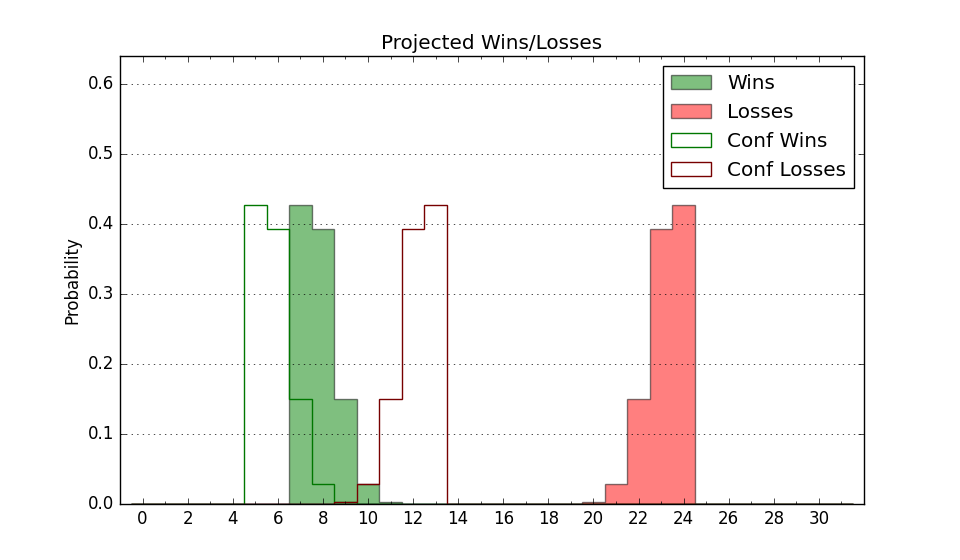 Projected Wins/Losses
Wins
Losses
Conf Wins
Conf Losses
Probability
0.6
0.5
0.4
0.3
0.2
0.1
0.0
0 2 4 6 8 10 12 14 16 18 20 22 24 26 28 30